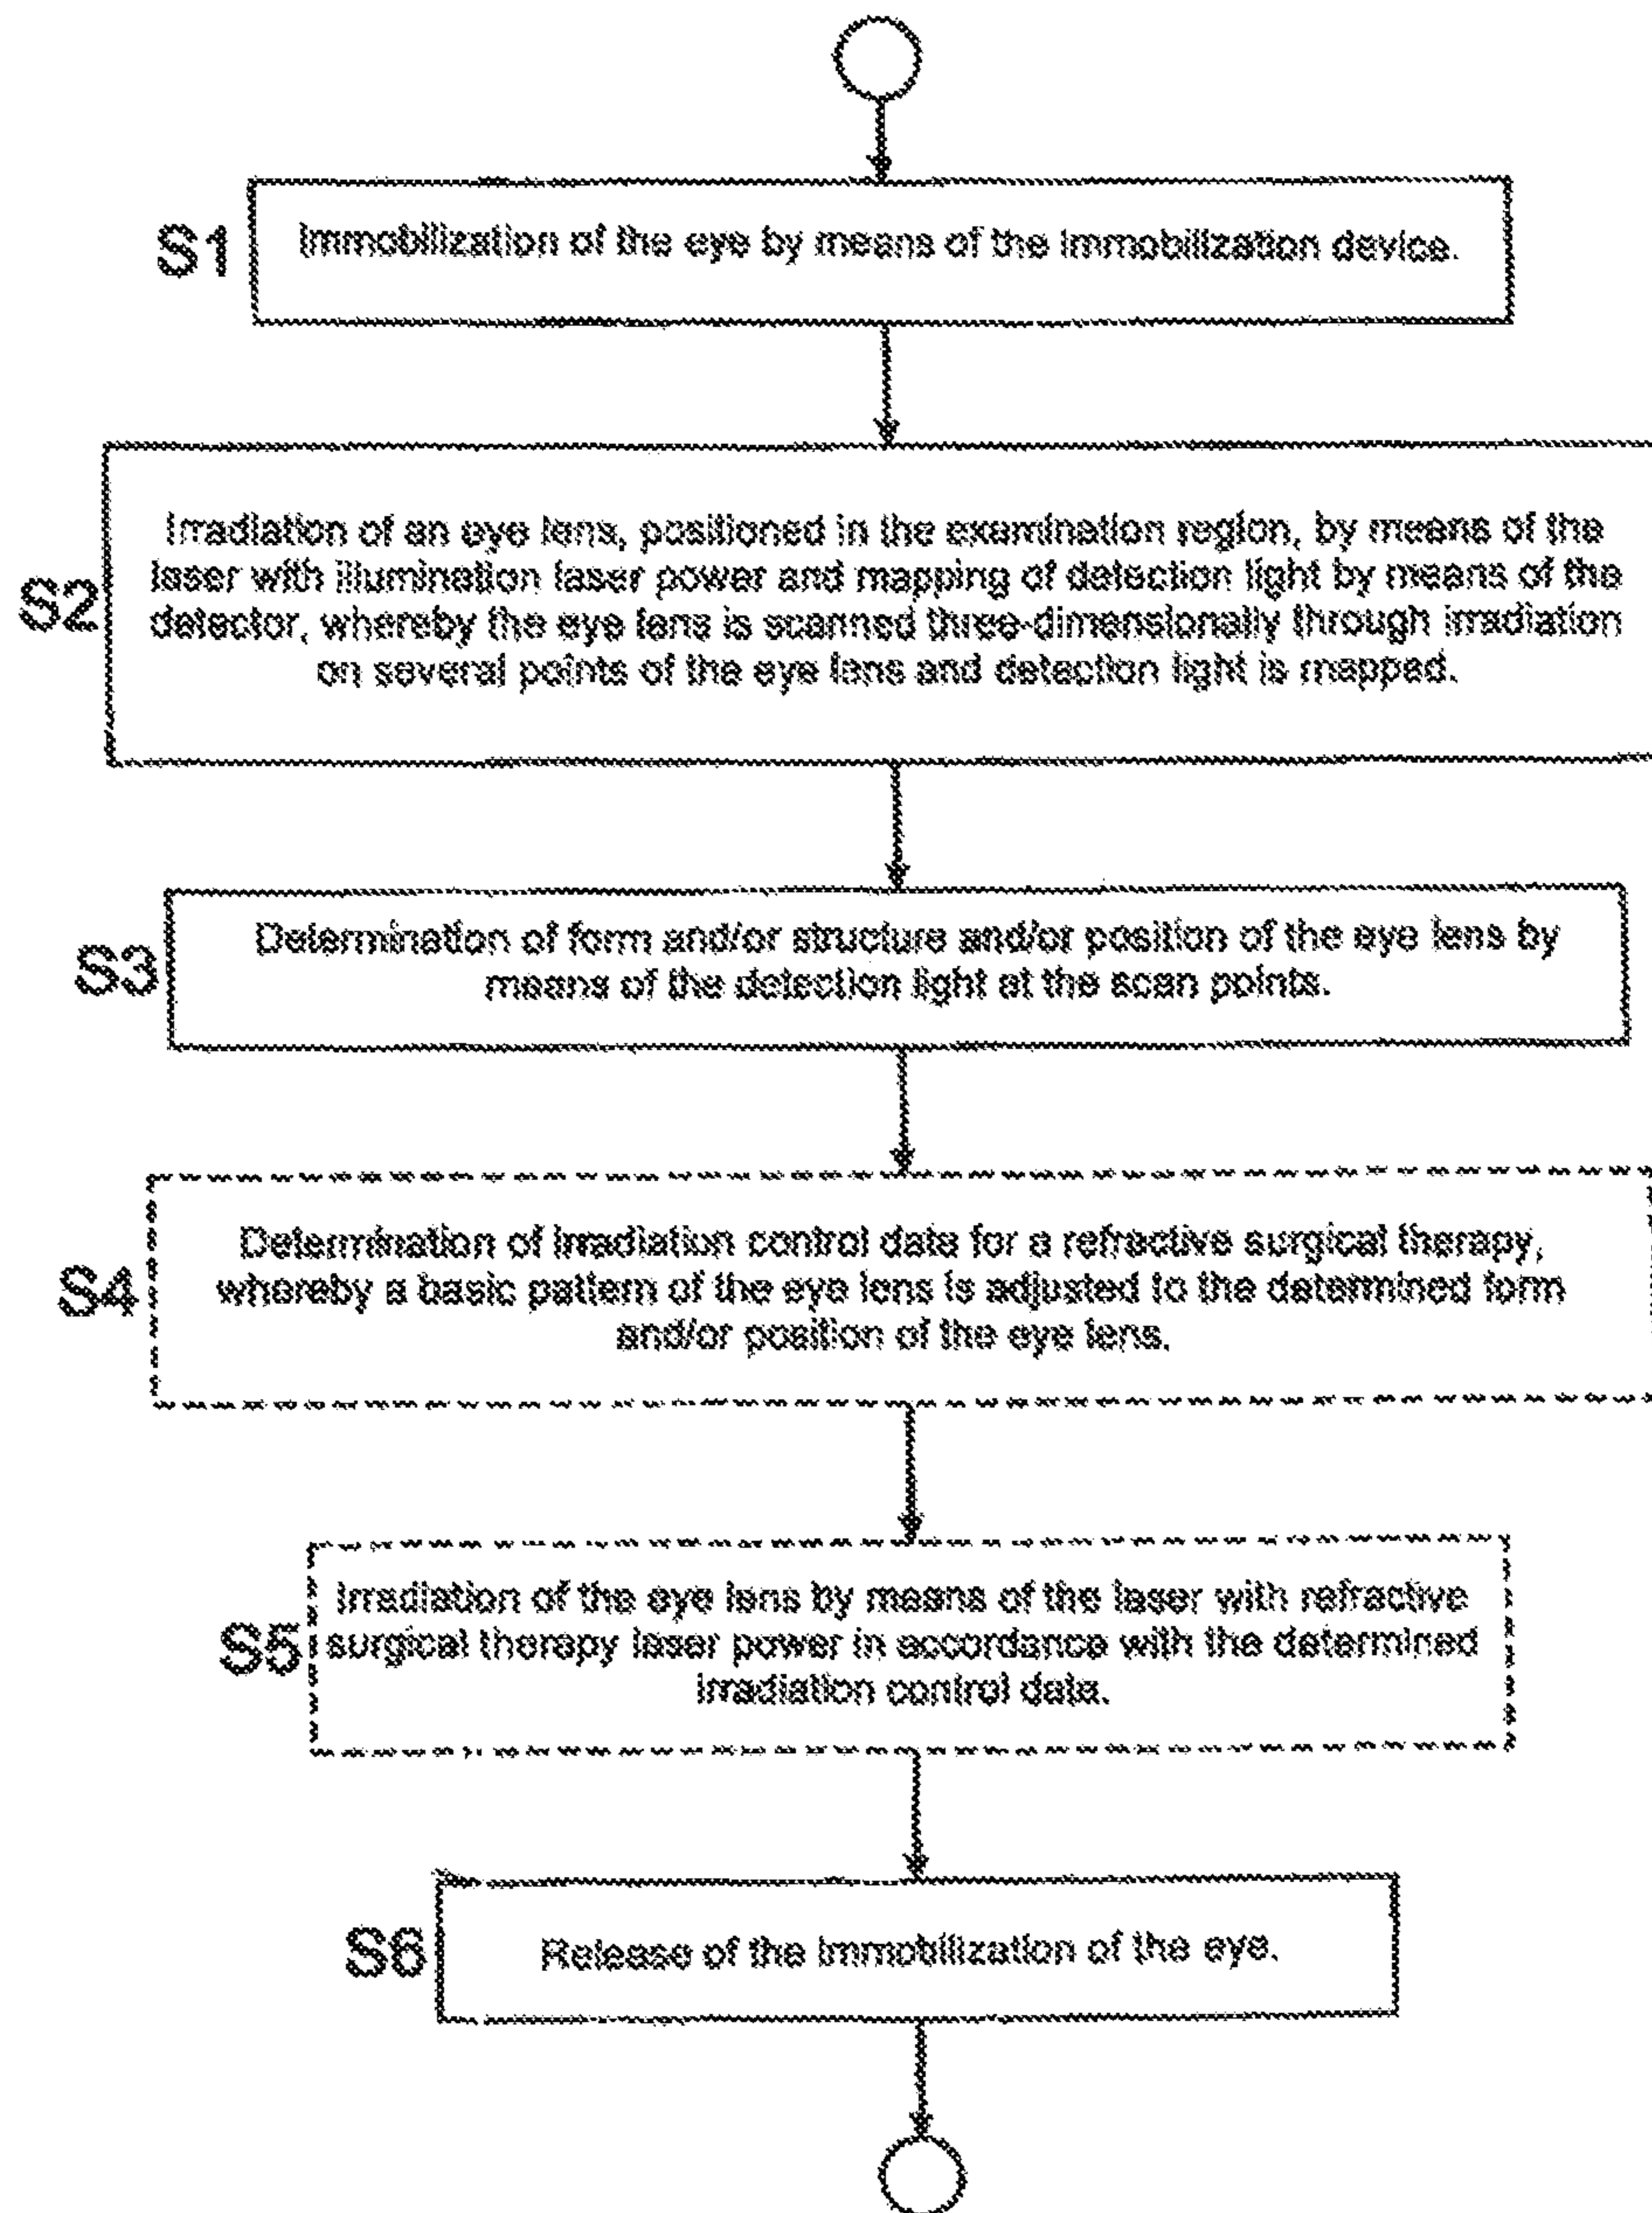 S1
Immobilization of the eye by means of the immobilization device.
S2
Irradiation of an eye lens, positioned in the examination region, by means of the
laser with illumination laser power and mapping of detection light by means of the
detector, whereby the eye lens is scanned three-dimensionally through irradiation
on several points of the eye lens and detection light is mapped.
S3
Determination of form and/or structure and/or position of the eye lens by
means of the detection light at the scan points.
S4
Determination of irradiation control data for a refractive surgical therapy,
whereby a basic pattern of the eye lens is adjusted to the determined form
and/or position of the eye lens.
S5
Irradiation of the eye lens by means of the laser with refractive
surgical therapy laser power in accordance with the determined
irradiation control data.
S6
Release of the immobilization of the eye.